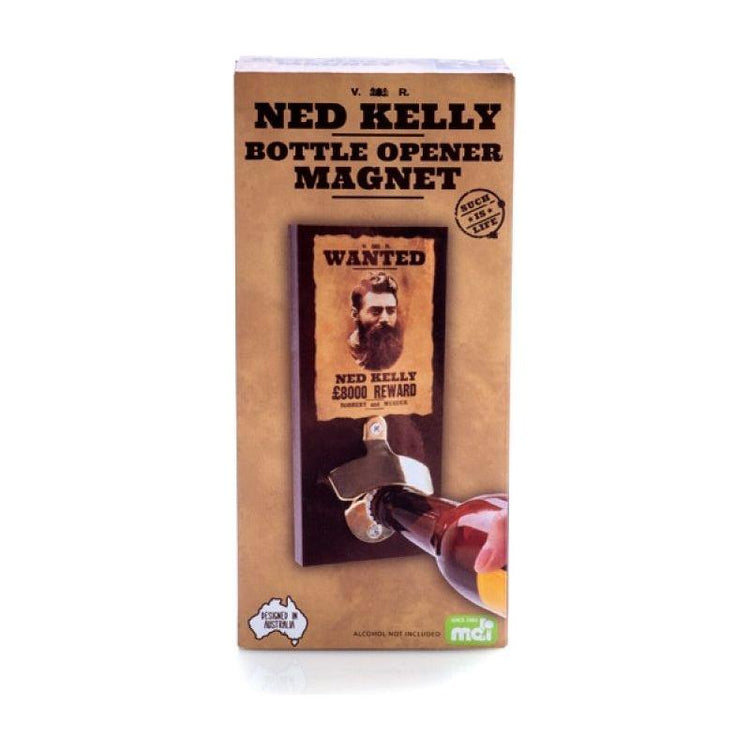 V. R.
NED KELLY
BOTTLE OPENER
MAGNET
SUCH
IS
LIFE
V. R.
WANTED
NED KELLY
£8000 REWARD
ROBBERY and MURDER
DESIGNED IN
AUSTRALIA
ALCOHOL NOT INCLUDED
mdi